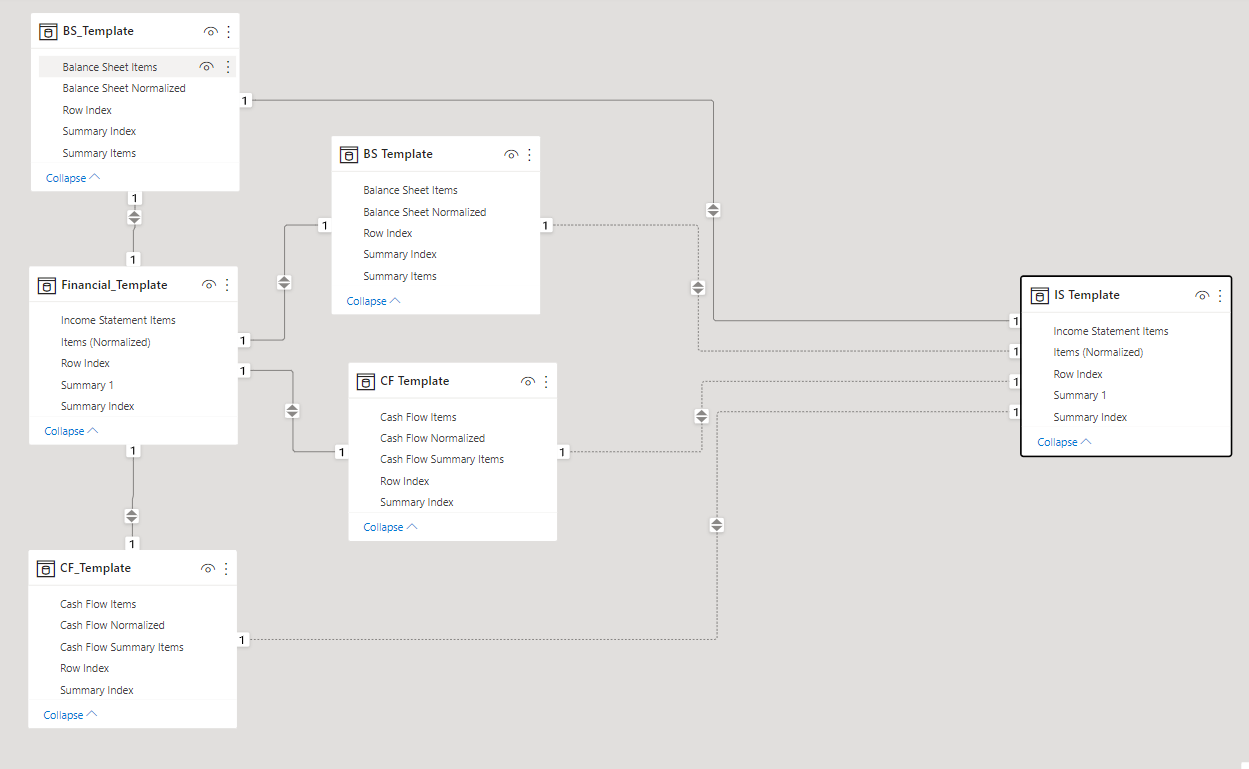 BS_Template
Balance Sheet Items
Balance Sheet Normalized
Row Index
Summary Index
Summary Items
Collapse
1
1
1
BS Template
Balance Sheet Items
Balance Sheet Normalized
Row Index
Summary Index
Summary Items
Collapse
1
1
Financial_Template
Income Statement Items
Items (Normalized)
Row Index
Summary 1
Summary Index
Collapse
1
1
1
1
CF Template
Cash Flow Items
Cash Flow Normalized
Cash Flow Summary Items
Row Index
Summary Index
Collapse
1
1
CF_Template
Cash Flow Items
Cash Flow Normalized
Cash Flow Summary Items
Row Index
Summary Index
Collapse
1
1
IS Template
Income Statement Items
Items (Normalized)
Row Index
Summary 1
Summary Index
Collapse
1
1
1
1